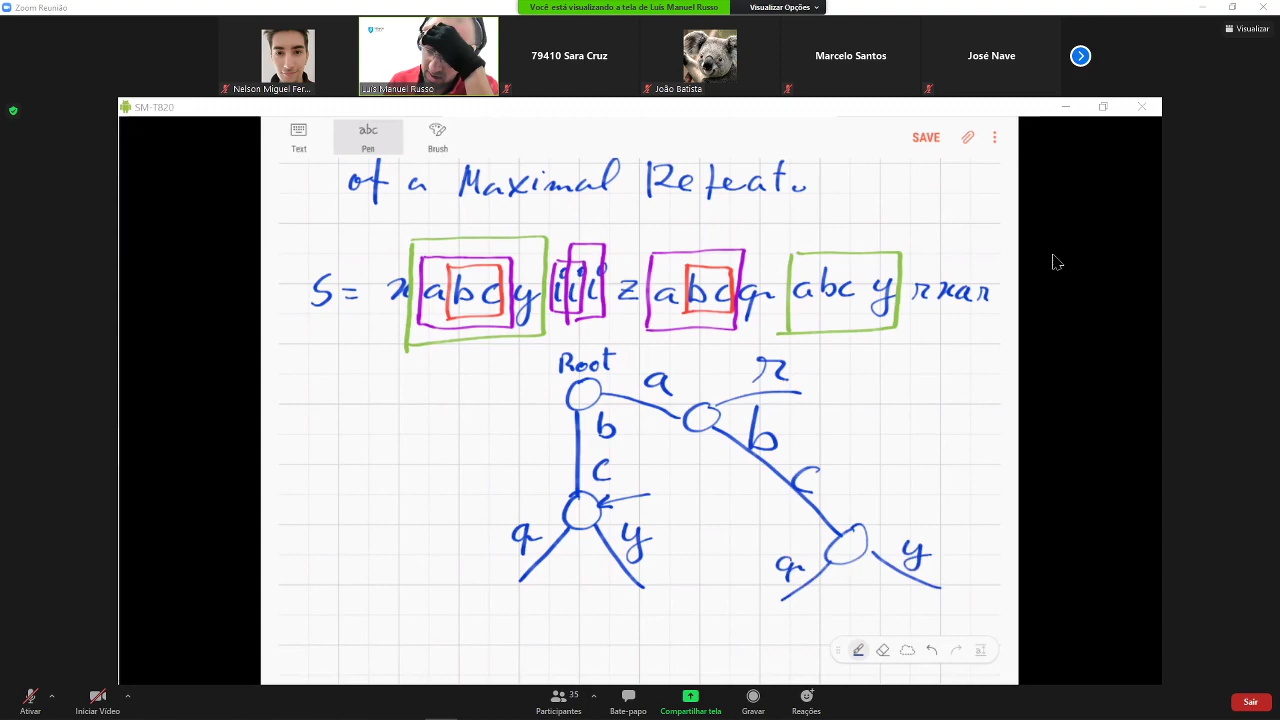 Zoom Reunião
Você está visualizando a tela de Luís Manuel Russo
Visualizar Opções
Visualizar
79410 Sara Cruz
Marcelo Santos
José Nave
Nelson Miguel Fer...
Luís Manuel Russo
João Batista
SM-T820
Text
abc
Pen
Brush
SAVE
of a Maximal Repeat.
S = x abc y iii z abc q abc y r x a r
Root
a
r
b
b
c
c
q
y
q
y
Ativar
Iniciar Vídeo
35
Participantes
Bate-papo
Compartilhar tela
Gravar
Reações
Sair